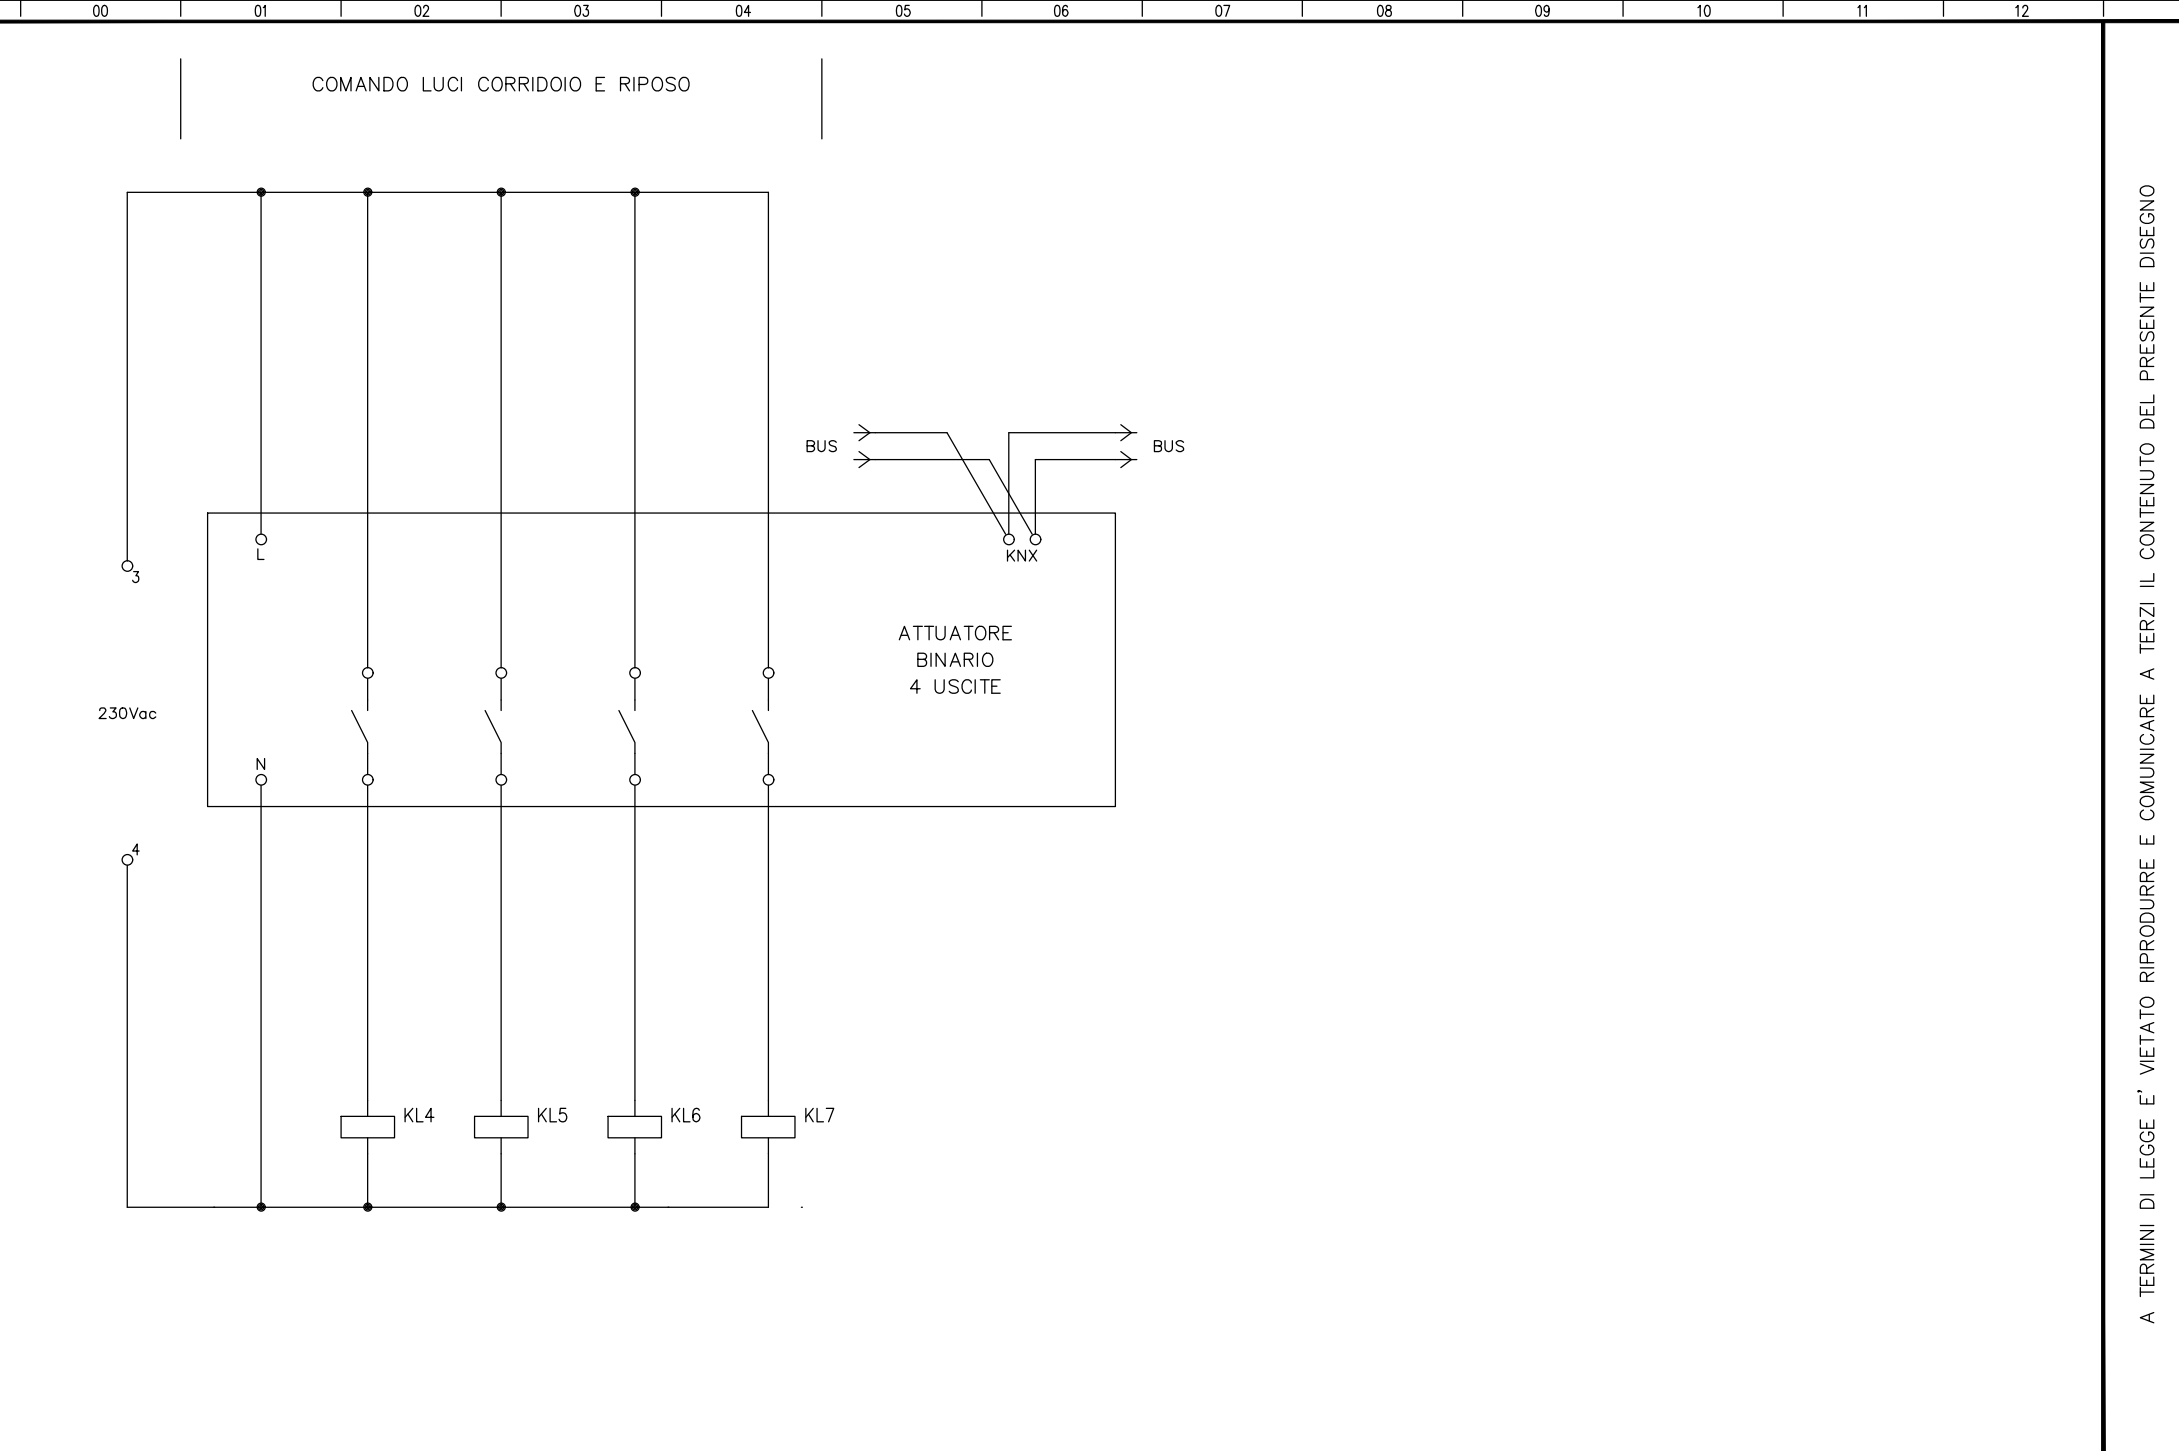 00 01 02 03 04 05 06 07 08 09 10 11 12
COMANDO LUCI CORRIDOIO E RIPOSO
BUS
BUS
L
KNX
3
ATTUATORE
BINARIO
4 USCITE
230Vac
N
4
KL4 KL5 KL6 KL7
A TERMINI DI LEGGE E' VIETATO RIPRODURRE E COMUNICARE A TERZI IL CONTENUTO DEL PRESENTE DISEGNO